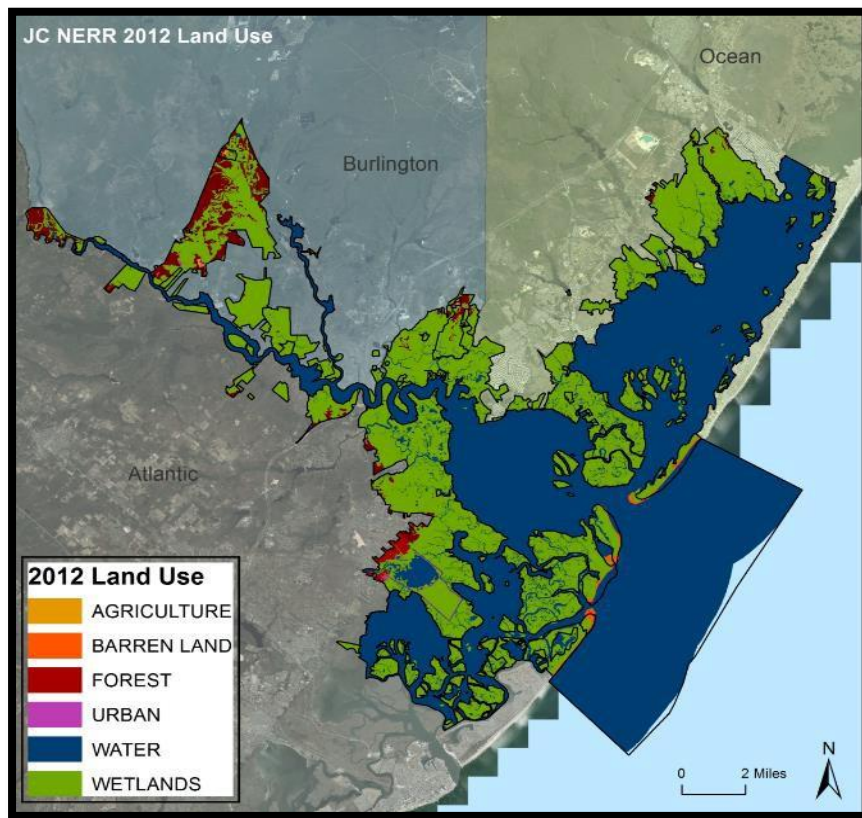 JC NERR 2012 Land Use
Ocean
Burlington
Atlantic
2012 Land Use
AGRICULTURE
BARREN LAND
FOREST
URBAN
WATER
WETLANDS
N
0 2 Miles